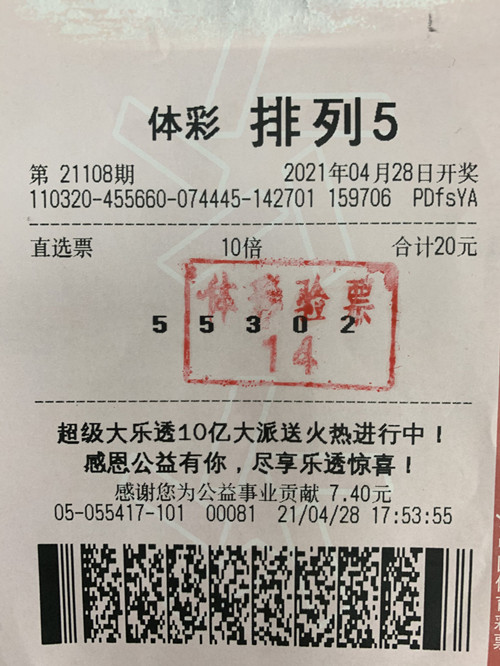 体彩 排列5
第 21108期 2021年04月28日开奖
110320-455660-074445-142701 159706 PDfsYA
直选票 10倍 合计20元
体彩验票
5 5 3 0 2
14
超级大乐透10亿大派送火热进行中！
感恩公益有你，尽享乐透惊喜！
感谢您为公益事业贡献 7.40元
05-055417-101 00081 21/04/28 17:53:55